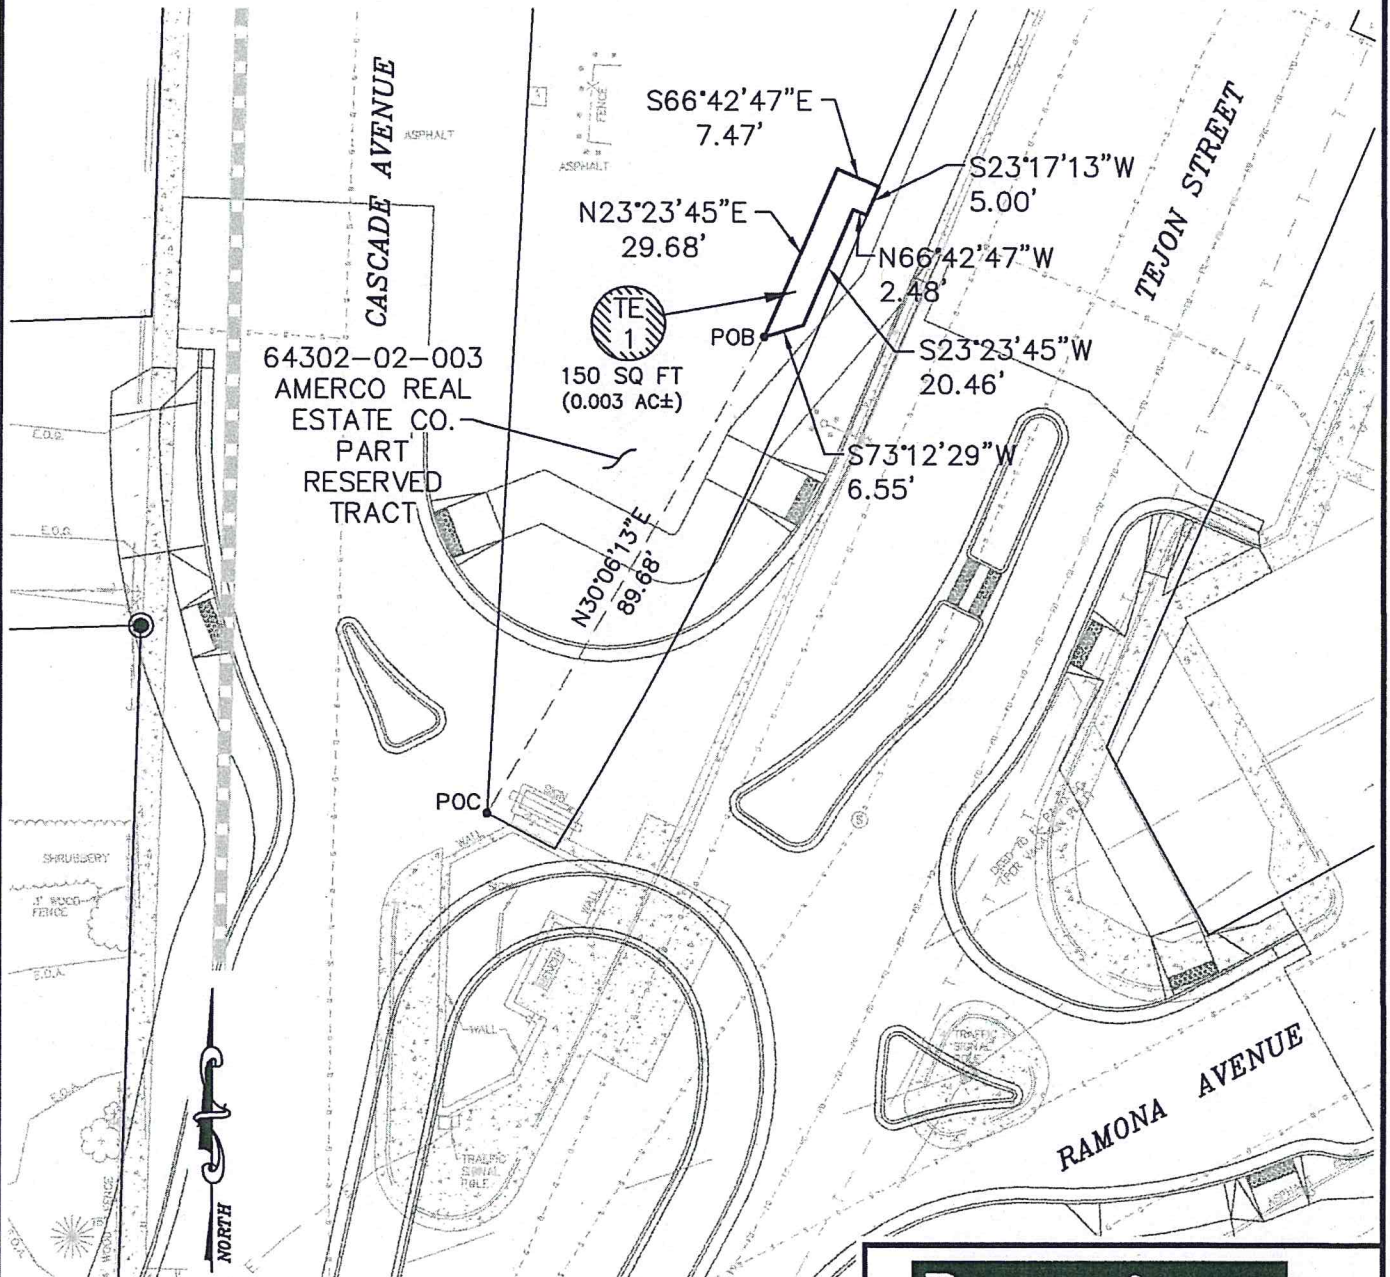 CASCADE AVENUE
ASPHALT
FENCE
ASPHALT
S66°42'47"E
7.47'
S23°17'13"W
5.00'
TEJON STREET
N23°23'45"E
29.68'
N66°42'47"W
2.48'
TE
1
150 SQ FT
(0.003 AC±)
POB
S23°23'45"W
20.46'
64302-02-003
AMERCO REAL
ESTATE CO.
PART
RESERVED
TRACT
S73°12'29"W
6.55'
E.O.G.
E.O.G.
N30°06'13"E
89.68'
POC
WALL
SHRUBBERY
WOOD
FENCE
E.O.A.
WALL
WALL
TRAFFIC
SIGNAL
TRAFFIC
SIGNAL
POLE
RAMONA AVENUE
E.O.A.
WOOD FENCE
NORTH